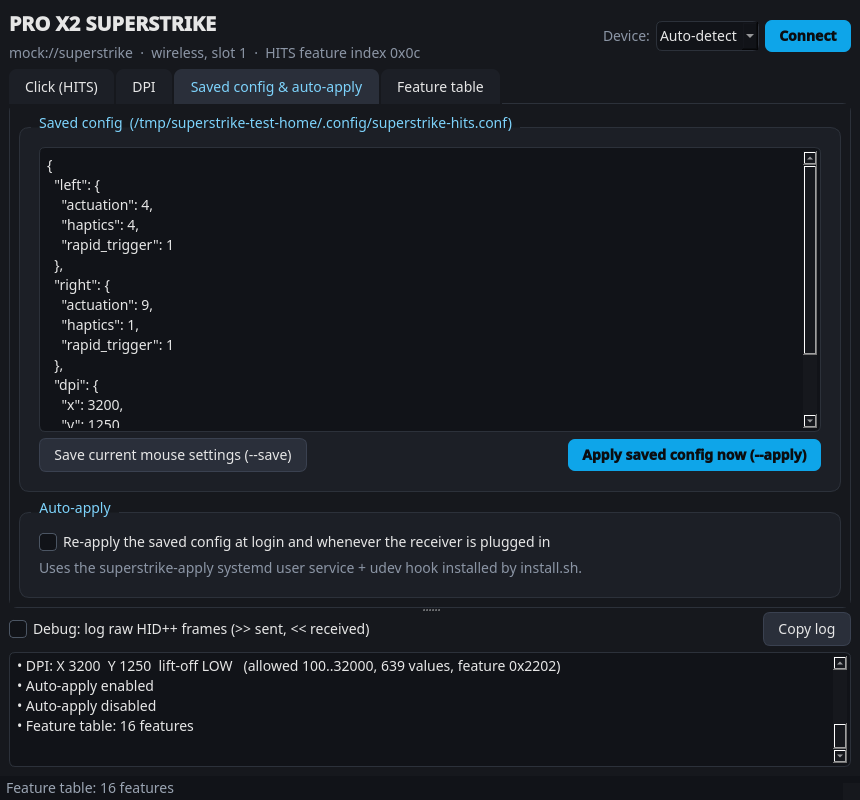 PRO X2 SUPERSTRIKE
mock://superstrike · wireless, slot 1 · HITS feature index 0x0c
Device: Auto-detect Connect
Click (HITS) DPI Saved config & auto-apply Feature table
Saved config (/tmp/superstrike-test-home/.config/superstrike-hits.conf)
{
"left": {
"actuation": 4,
"haptics": 4,
"rapid_trigger": 1
},
"right": {
"actuation": 9,
"haptics": 1,
"rapid_trigger": 1
},
"dpi": {
"x": 3200,
"y": 1250
Save current mouse settings (--save) Apply saved config now (--apply)
Auto-apply
Re-apply the saved config at login and whenever the receiver is plugged in
Uses the superstrike-apply systemd user service + udev hook installed by install.sh.
Debug: log raw HID++ frames (>> sent, << received) Copy log
• DPI: X 3200 Y 1250 lift-off LOW (allowed 100..32000, 639 values, feature 0x2202)
• Auto-apply enabled
• Auto-apply disabled
• Feature table: 16 features
Feature table: 16 features